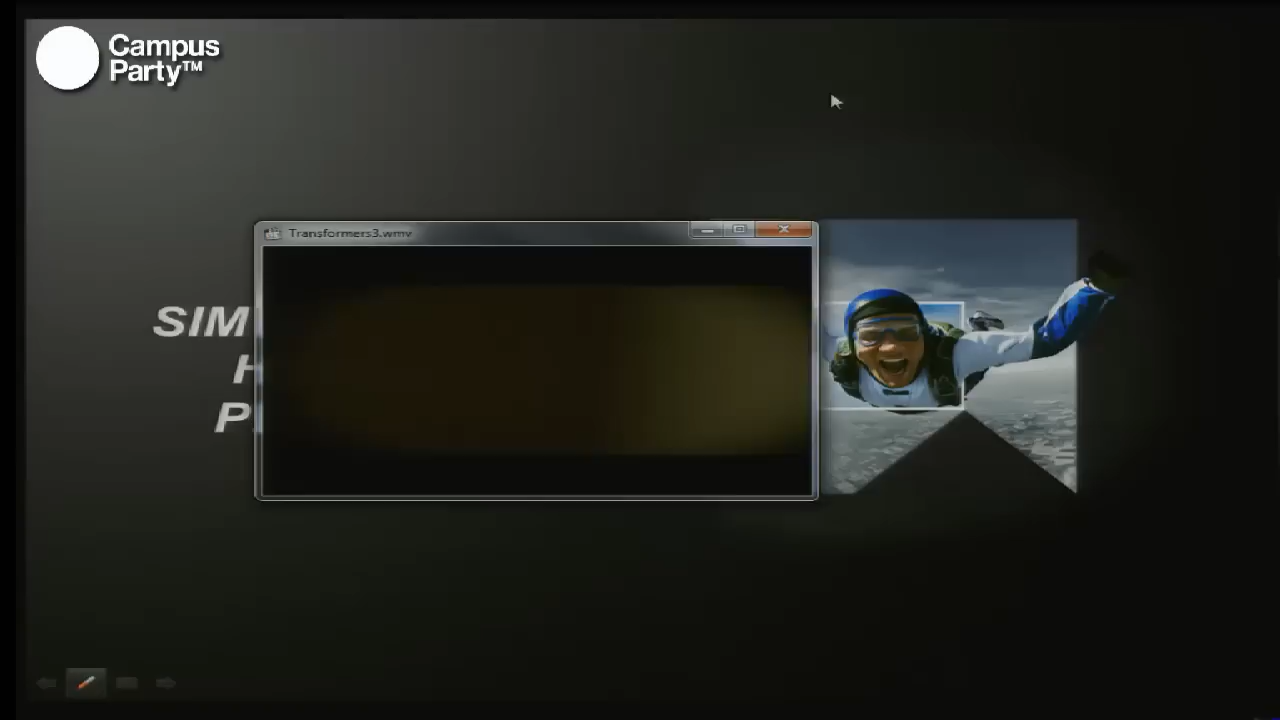 Campus
Party™
Transformers3.wmv
SIM
H
P